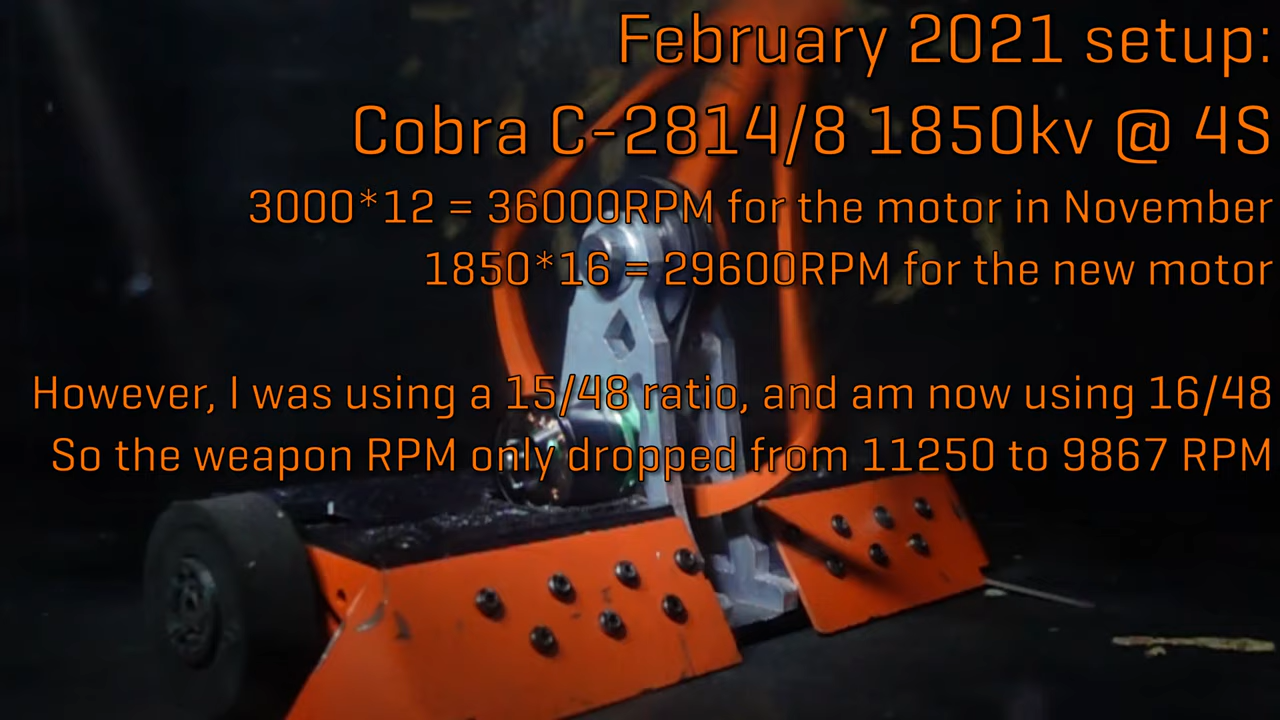 February 2021 setup:
Cobra C-2814/8 1850kv @ 4S
3000*12 = 36000RPM for the motor in November
1850*16 = 29600RPM for the new motor
However, I was using a 15/48 ratio, and am now using 16/48
So the weapon RPM only dropped from 11250 to 9867 RPM